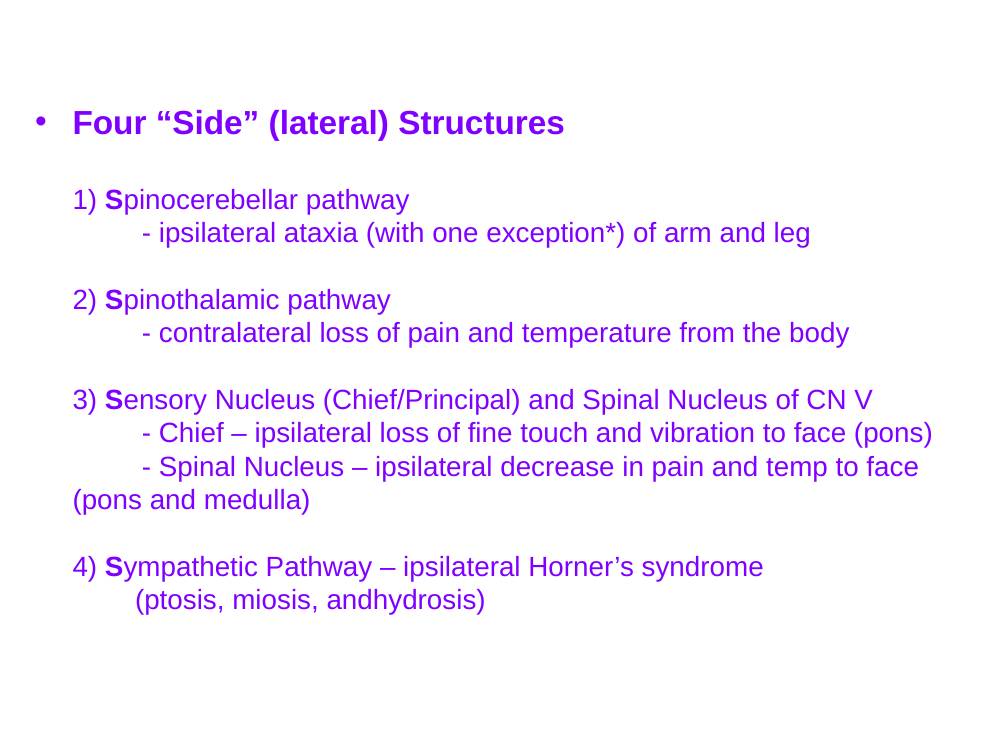 • Four “Side” (lateral) Structures
1) Spinocerebellar pathway
- ipsilateral ataxia (with one exception*) of arm and leg
2) Spinothalamic pathway
- contralateral loss of pain and temperature from the body
3) Sensory Nucleus (Chief/Principal) and Spinal Nucleus of CN V
- Chief – ipsilateral loss of fine touch and vibration to face (pons)
- Spinal Nucleus – ipsilateral decrease in pain and temp to face
(pons and medulla)
4) Sympathetic Pathway – ipsilateral Horner’s syndrome
(ptosis, miosis, andhydrosis)